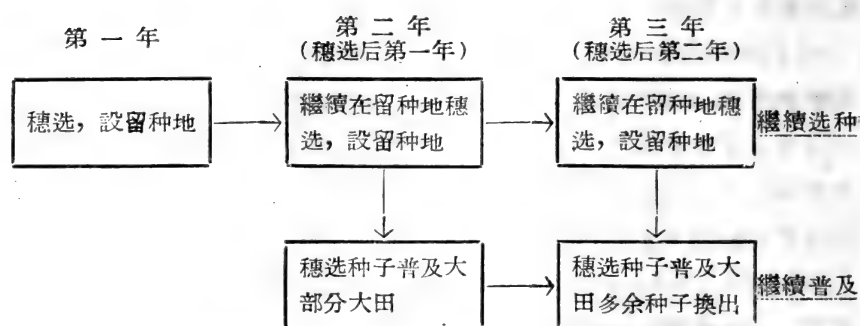 第一年
第二年
(穗选后第一年)
第三年
(穗选后第二年)
穗选，設留种地
繼續在留种地穗
选，設留种地
繼續在留种地穗
选，設留种地
繼續选种
穗选种子普及大
部分大田
穗选种子普及大
田多余种子換出
繼續普及